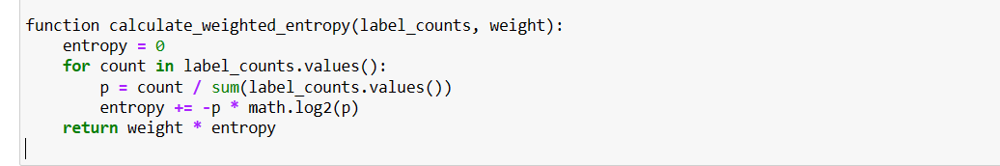 function calculate_weighted_entropy(label_counts, weight):
    entropy = 0
    for count in label_counts.values():
        p = count / sum(label_counts.values())
        entropy += -p * math.log2(p)
    return weight * entropy